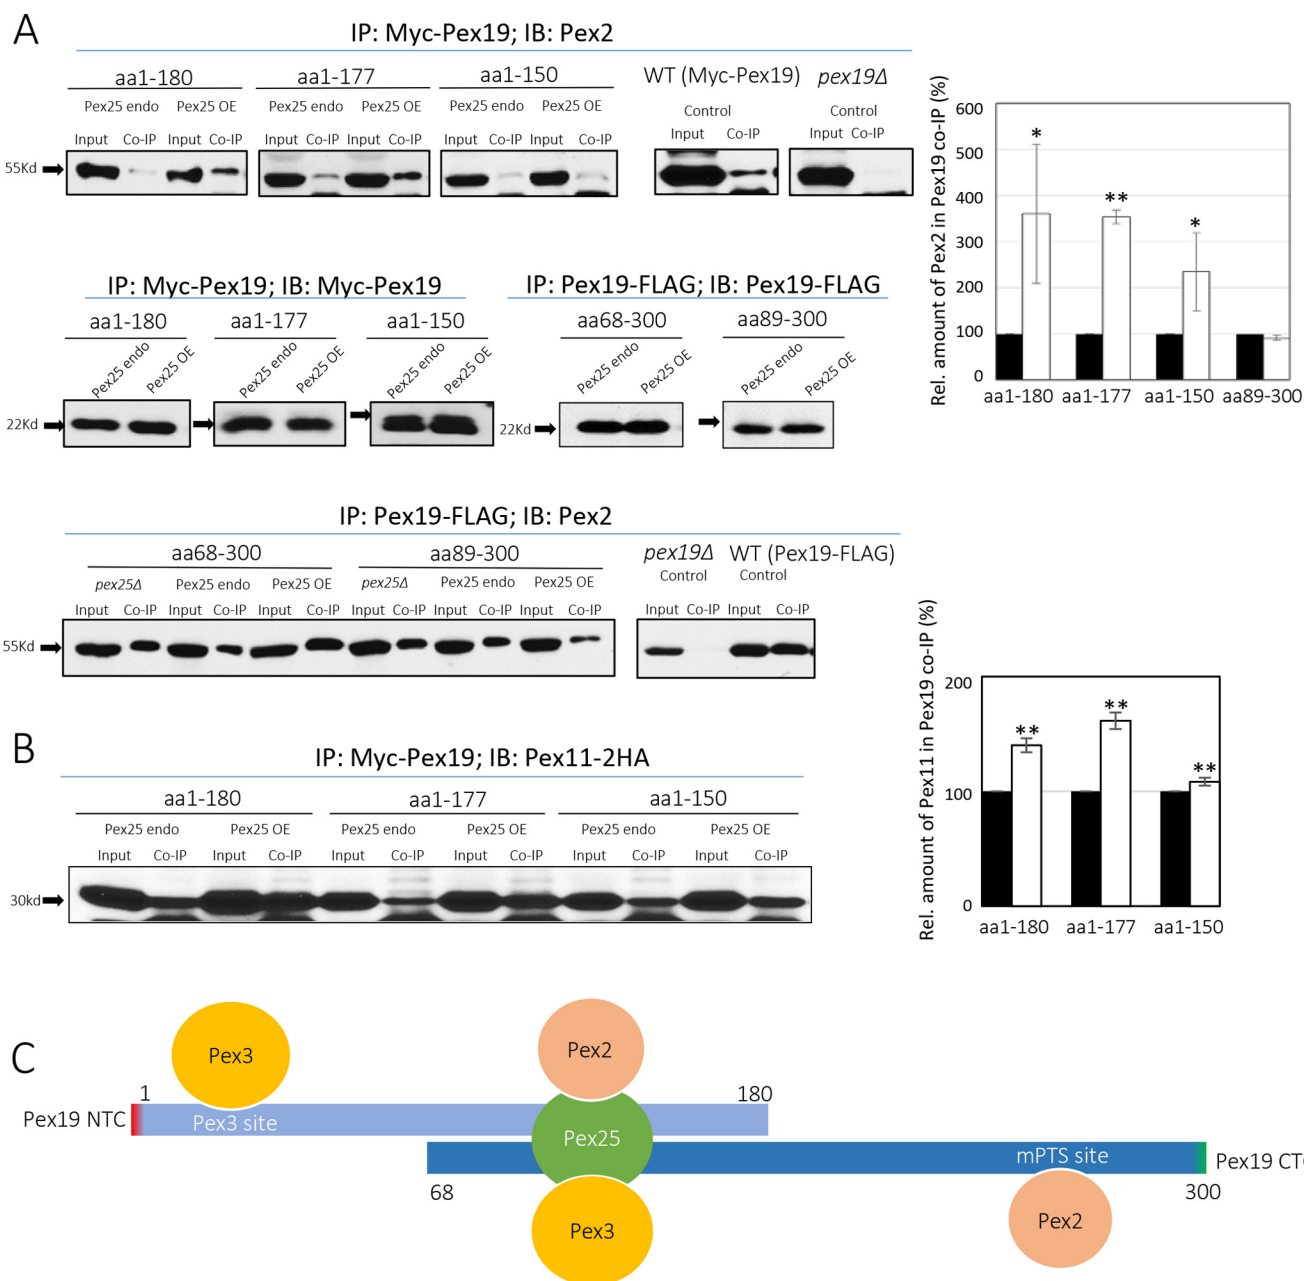 A
IP: Myc-Pex19; IB: Pex2
aa1-180 aa1-177 aa1-150 WT (Myc-Pex19) pex19Δ
Pex25 endo Pex25 OE Pex25 endo Pex25 OE Pex25 endo Pex25 OE Control Control
Input Co-IP Input Co-IP Input Co-IP Input Co-IP Input Co-IP Input Co-IP Input Co-IP Input Co-IP
55Kd
Rel. amount of Pex2 in Pex19 co-IP (%)
600
500
400
300
200
100
0
* ** *
aa1-180 aa1-177 aa1-150 aa89-300
IP: Myc-Pex19; IB: Myc-Pex19 IP: Pex19-FLAG; IB: Pex19-FLAG
aa1-180 aa1-177 aa1-150 aa68-300 aa89-300
Pex25 endo Pex25 OE Pex25 endo Pex25 OE Pex25 endo Pex25 OE Pex25 endo Pex25 OE Pex25 endo Pex25 OE
22Kd 22Kd
IP: Pex19-FLAG; IB: Pex2
aa68-300 aa89-300 pex19Δ WT (Pex19-FLAG)
pex25Δ Pex25 endo Pex25 OE pex25Δ Pex25 endo Pex25 OE Control Control
Input Co-IP Input Co-IP Input Co-IP Input Co-IP Input Co-IP Input Co-IP Input Co-IP Input Co-IP
55Kd
B
IP: Myc-Pex19; IB: Pex11-2HA
aa1-180 aa1-177 aa1-150
Pex25 endo Pex25 OE Pex25 endo Pex25 OE Pex25 endo Pex25 OE
Input Co-IP Input Co-IP Input Co-IP Input Co-IP Input Co-IP Input Co-IP
30kd
Rel. amount of Pex11 in Pex19 co-IP (%)
200
100
0
** ** **
aa1-180 aa1-177 aa1-150
C
Pex3 Pex2
1 180
Pex19 NTC Pex3 site
Pex25
mPTS site Pex19 CT
68 300
Pex3 Pex2